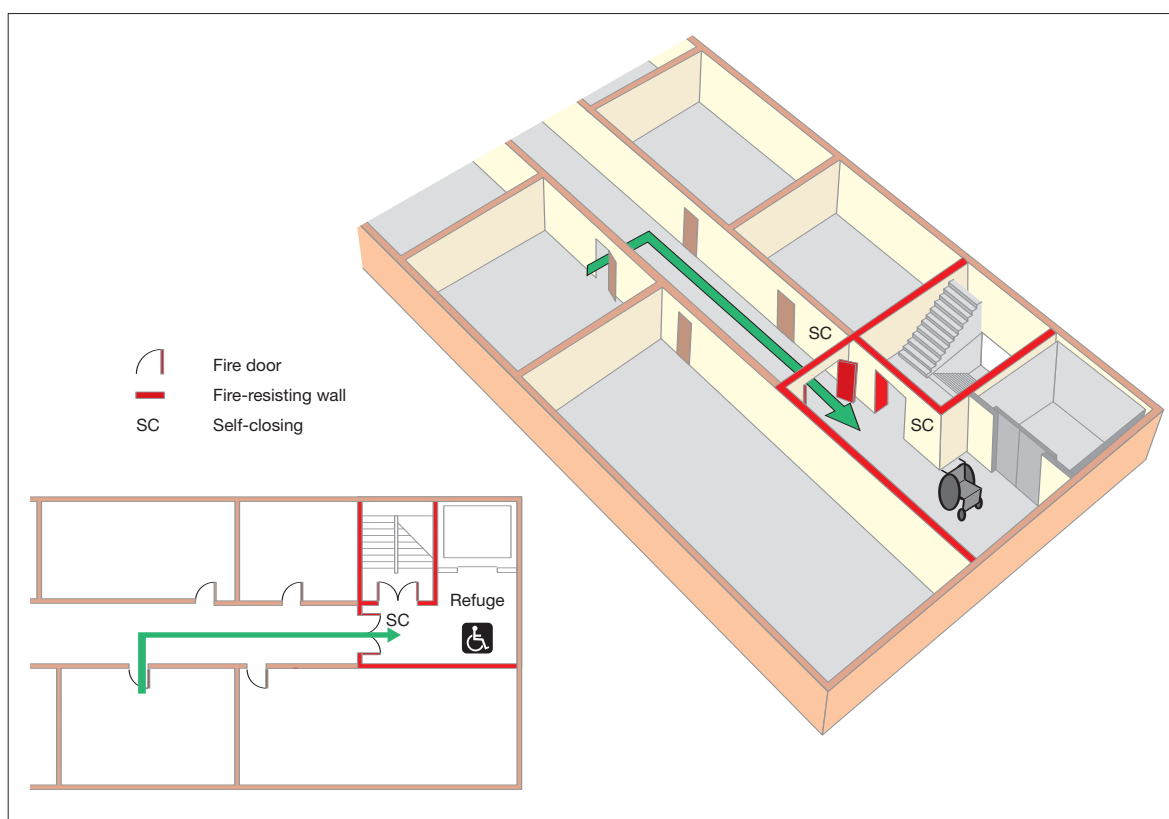 SC
SC
Fire door
Fire-resisting wall
SC
Self-closing
Refuge
SC